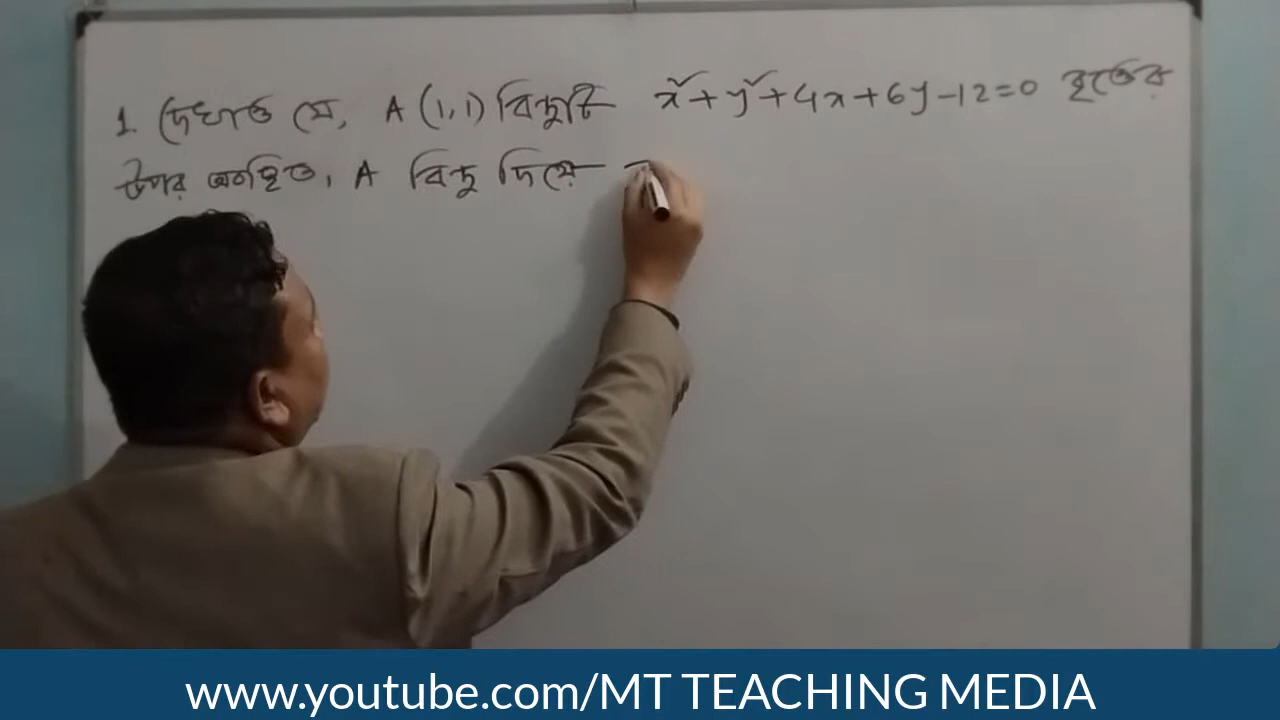 1. দেখাও যে, A (1,1) বিন্দুটি x²+y²+4x+6y-12=0 বৃত্তের
উপর অবস্থিত, A বিন্দু দিয়ে
www.youtube.com/MT TEACHING MEDIA